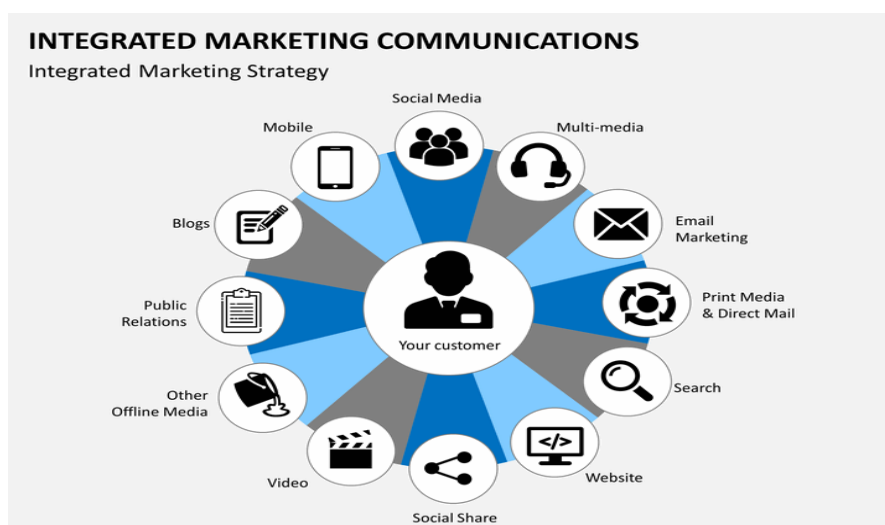 INTEGRATED MARKETING COMMUNICATIONS
Integrated Marketing Strategy
Social Media
Mobile
Multi-media
Blogs
Email
Marketing
Public
Relations
Print Media
& Direct Mail
Your customer
Other
Offline Media
Search
Video
Website
Social Share